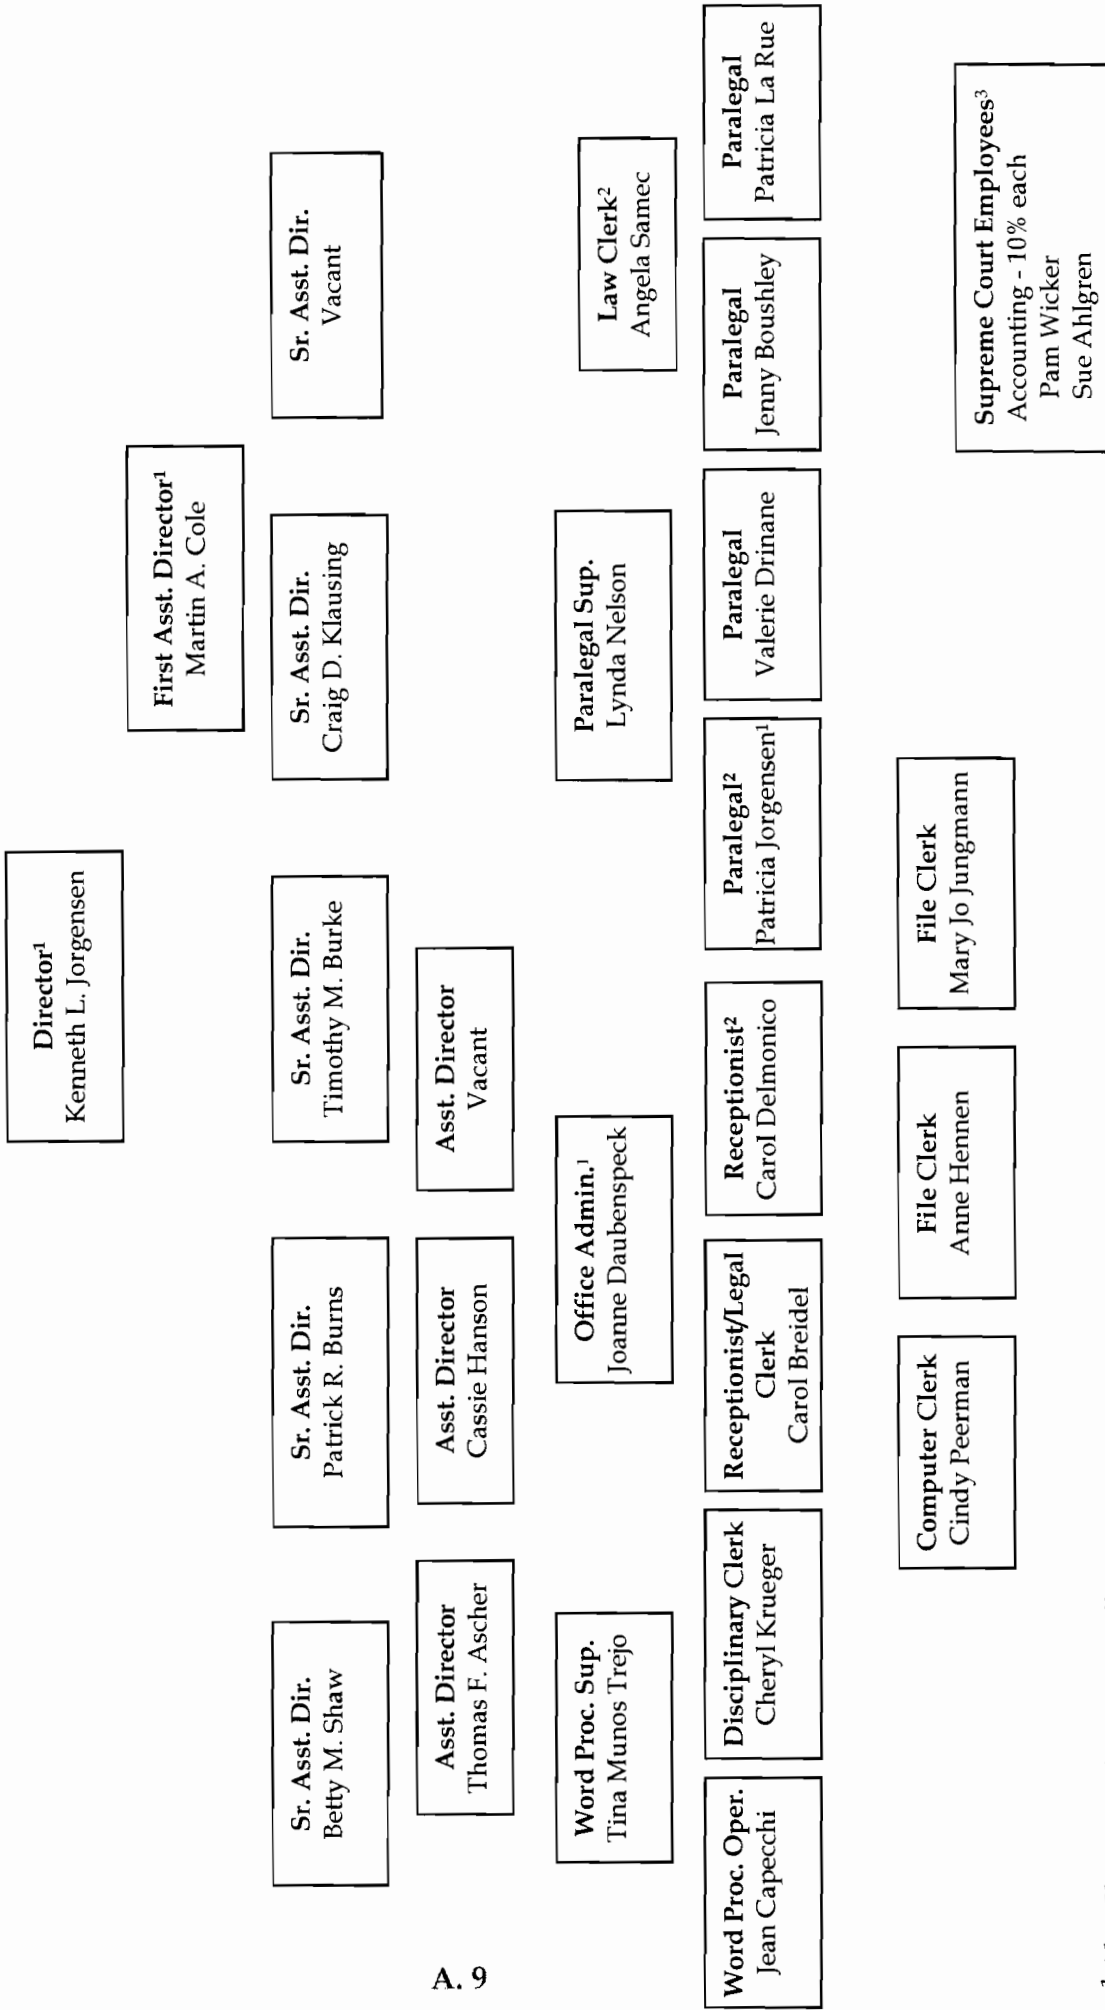 Director¹
Kenneth L. Jorgensen
First Asst. Director¹
Martin A. Cole
Sr. Asst. Dir.
Betty M. Shaw
Sr. Asst. Dir.
Patrick R. Burns
Sr. Asst. Dir.
Timothy M. Burke
Sr. Asst. Dir.
Craig D. Klausing
Sr. Asst. Dir.
Vacant
Asst. Director
Thomas F. Ascher
Asst. Director
Cassie Hanson
Asst. Director
Vacant
Word Proc. Sup.
Tina Munos Trejo
Office Admin.¹
Joanne Daubenspeck
Paralegal Sup.
Lynda Nelson
Law Clerk²
Angela Samec
Word Proc. Oper.
Jean Capecchi
Disciplinary Clerk
Cheryl Krueger
Receptionist/Legal
Clerk
Carol Breidel
Receptionist²
Carol Delmonico
Paralegal²
Patricia Jorgensen¹
Paralegal
Valerie Drinane
Paralegal
Jenny Boushley
Paralegal
Patricia La Rue
Computer Clerk
Cindy Peerman
File Clerk
Anne Hennen
File Clerk
Mary Jo Jungmann
Supreme Court Employees³
Accounting - 10% each
Pam Wicker
Sue Ahlgren
A. 9